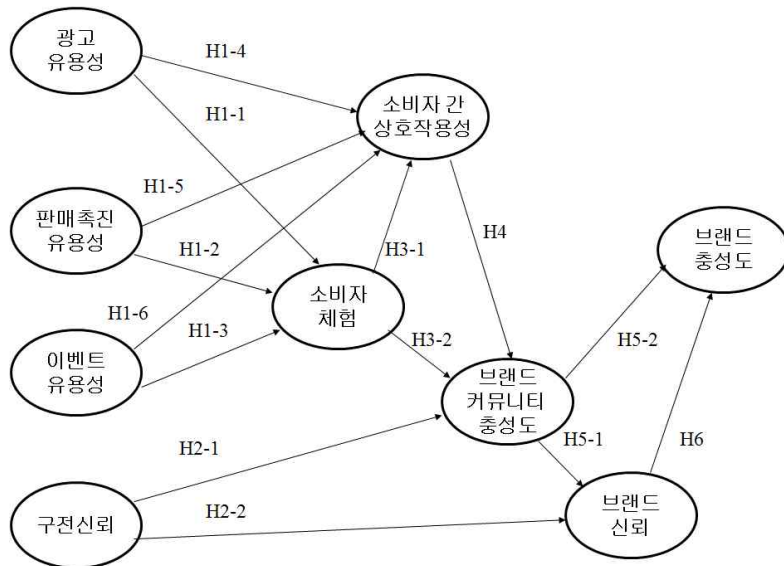 광고
유용성
H1-4
H1-1
소비자 간
상호작용성
H1-5
판매촉진
유용성
H1-2
H3-1
H4
브랜드
충성도
소비자
체험
H1-6
H1-3
H3-2
H5-2
이벤트
유용성
브랜드
커뮤니티
충성도
H2-1
H5-1
H6
구전신뢰
H2-2
브랜드
신뢰